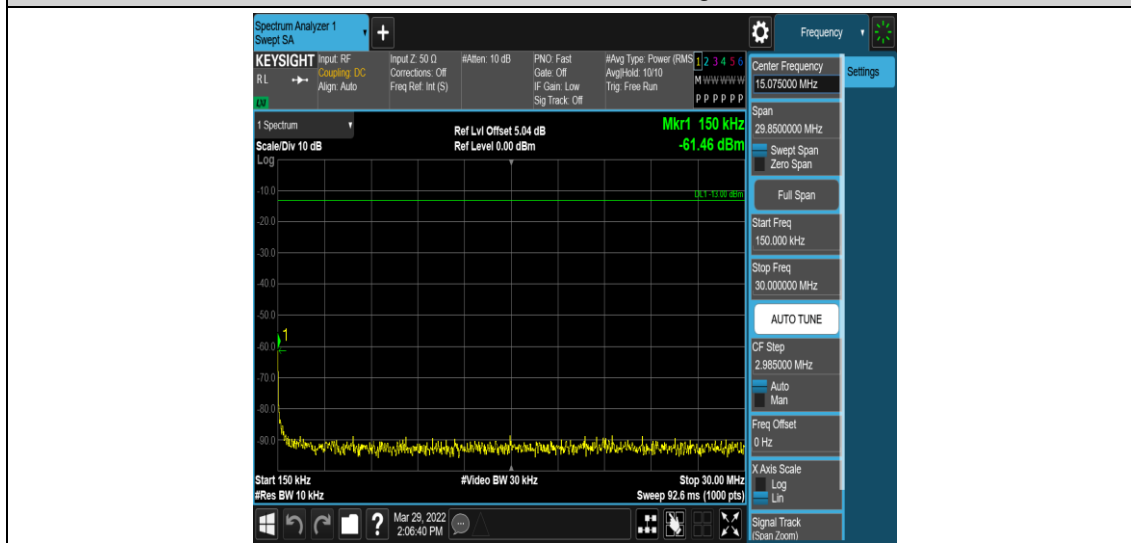 Spectrum Analyzer 1
Swept SA
+
Frequency
KEYSIGHT
RL
LXI
Input: RF
Coupling: DC
Align: Auto
Input Z: 50 Ω
Corrections: Off
Freq Ref: Int (S)
#Atten: 10 dB
PNO: Fast
Gate: Off
IF Gain: Low
Sig Track: Off
#Avg Type: Power (RMS
Avg|Hold: 10/10
Trig: Free Run
1 2 3 4 5 6
M W W W W W
P P P P P P
1 Spectrum
Scale/Div 10 dB
Log
Ref Lvl Offset 5.04 dB
Ref Level 0.00 dBm
Mkr1 150 kHz
-61.46 dBm
DL1 -13.00 dBm
-10.0
-20.0
-30.0
-40.0
-50.0
1
-60.0
-70.0
-80.0
-90.0
Start 150 kHz
#Video BW 30 kHz
Stop 30.00 MHz
#Res BW 10 kHz
Sweep 92.6 ms (1000 pts)
?
Mar 29, 2022
2:06:40 PM
Center Frequency
15.075000 MHz
Settings
Span
29.8500000 MHz
Swept Span
Zero Span
Full Span
Start Freq
150.000 kHz
Stop Freq
30.000000 MHz
AUTO TUNE
CF Step
2.985000 MHz
Auto
Man
Freq Offset
0 Hz
X Axis Scale
Log
Lin
Signal Track
(Span Zoom)